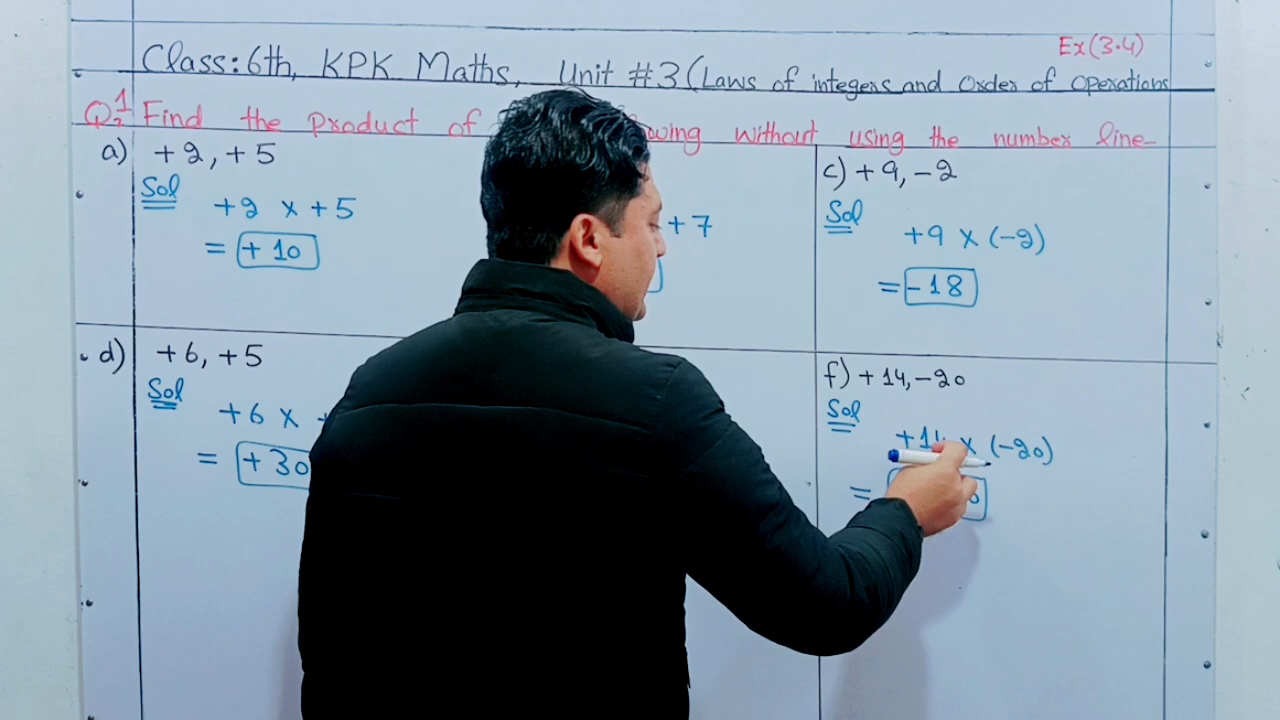 Ex(3.4)
Class: 6th, KPK Maths, Unit #3 (Laws of integers and Order of Operations
Q1: Find the Product of wing without using the number line-
a) +2, +5
Sol
+2 x +5
= +10
+7
c) +9, -2
Sol
+9 x (-2)
= -18
d) +6, +5
Sol
+6 x
= +30
f) +14, -20
Sol
+14 x (-20)
=